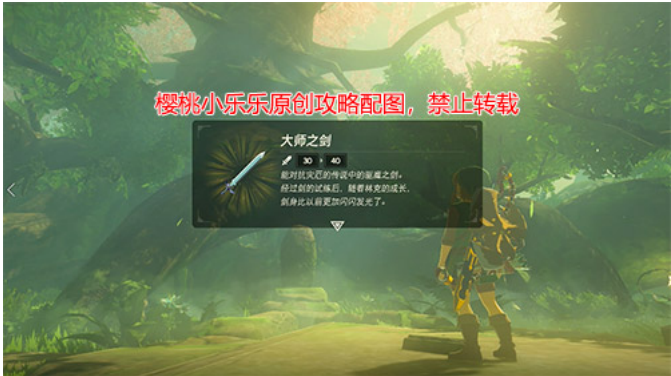 樱桃小乐乐原创攻略配图，禁止转载
大师之剑
30 › 40
能对抗灾厄的传说中的驱魔之剑。
经过剑的试炼后，随着林克的成长，
剑身比以前更加闪闪发光了。